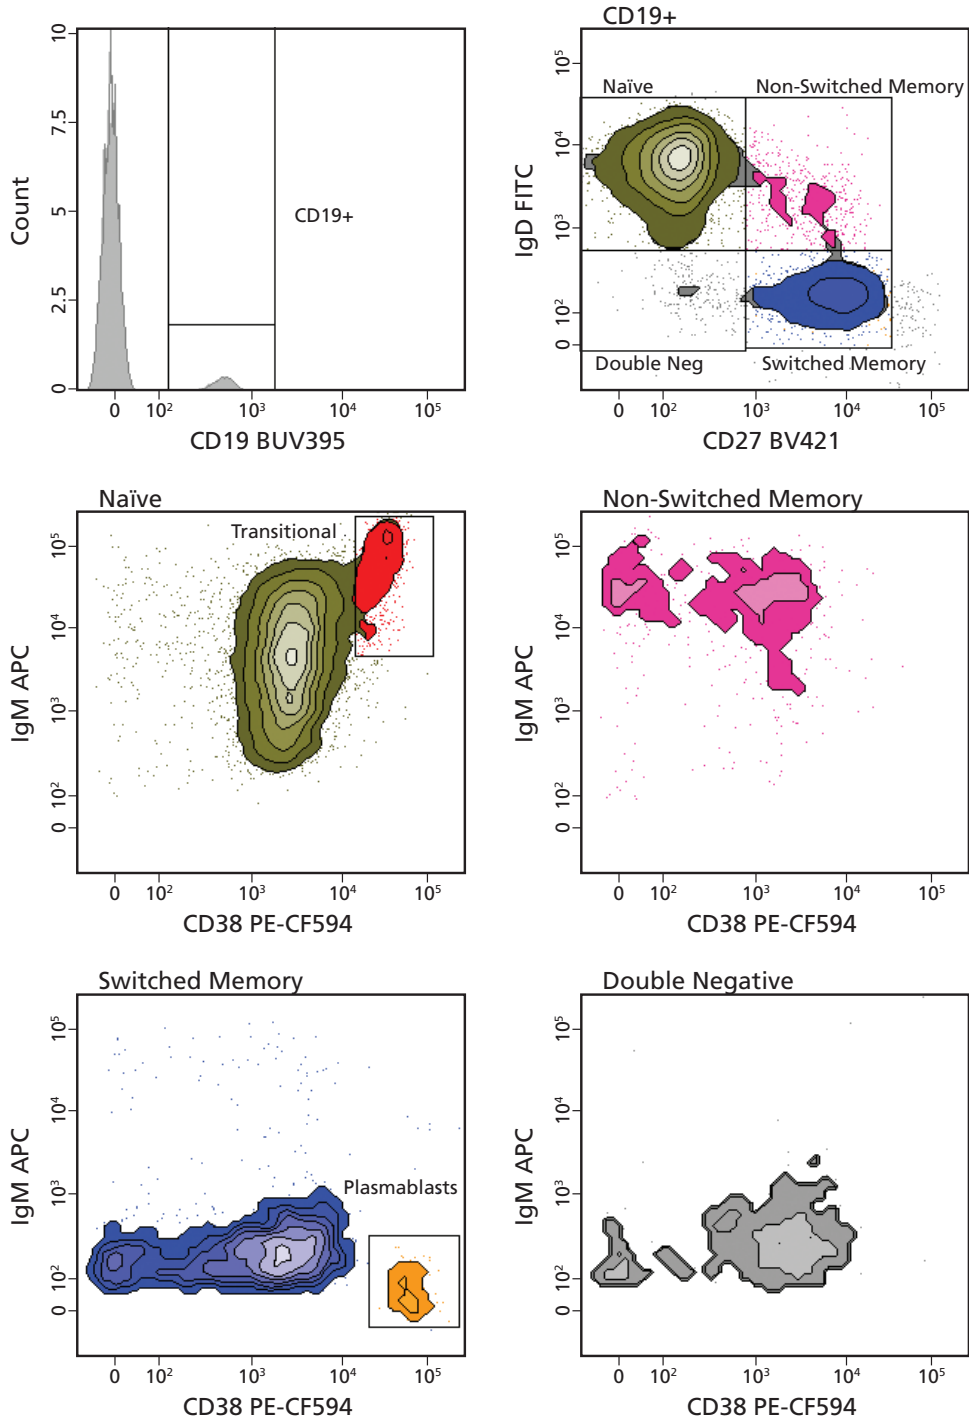 10
7.5
5
2.5
0
Count
CD19+
0 10² 10³ 10⁴ 10⁵
CD19 BUV395
CD19+
10⁵
10⁴
10³
10²
0
IgD FITC
Naïve
Non-Switched Memory
Double Neg
Switched Memory
0 10² 10³ 10⁴ 10⁵
CD27 BV421
Naïve
10⁵
10⁴
10³
10²
0
IgM APC
Transitional
0 10² 10³ 10⁴ 10⁵
CD38 PE-CF594
Non-Switched Memory
10⁵
10⁴
10³
10²
0
IgM APC
0 10² 10³ 10⁴ 10⁵
CD38 PE-CF594
Switched Memory
10⁵
10⁴
10³
10²
0
IgM APC
Plasmablasts
0 10² 10³ 10⁴ 10⁵
CD38 PE-CF594
Double Negative
10⁵
10⁴
10³
10²
0
IgM APC
0 10² 10³ 10⁴ 10⁵
CD38 PE-CF594